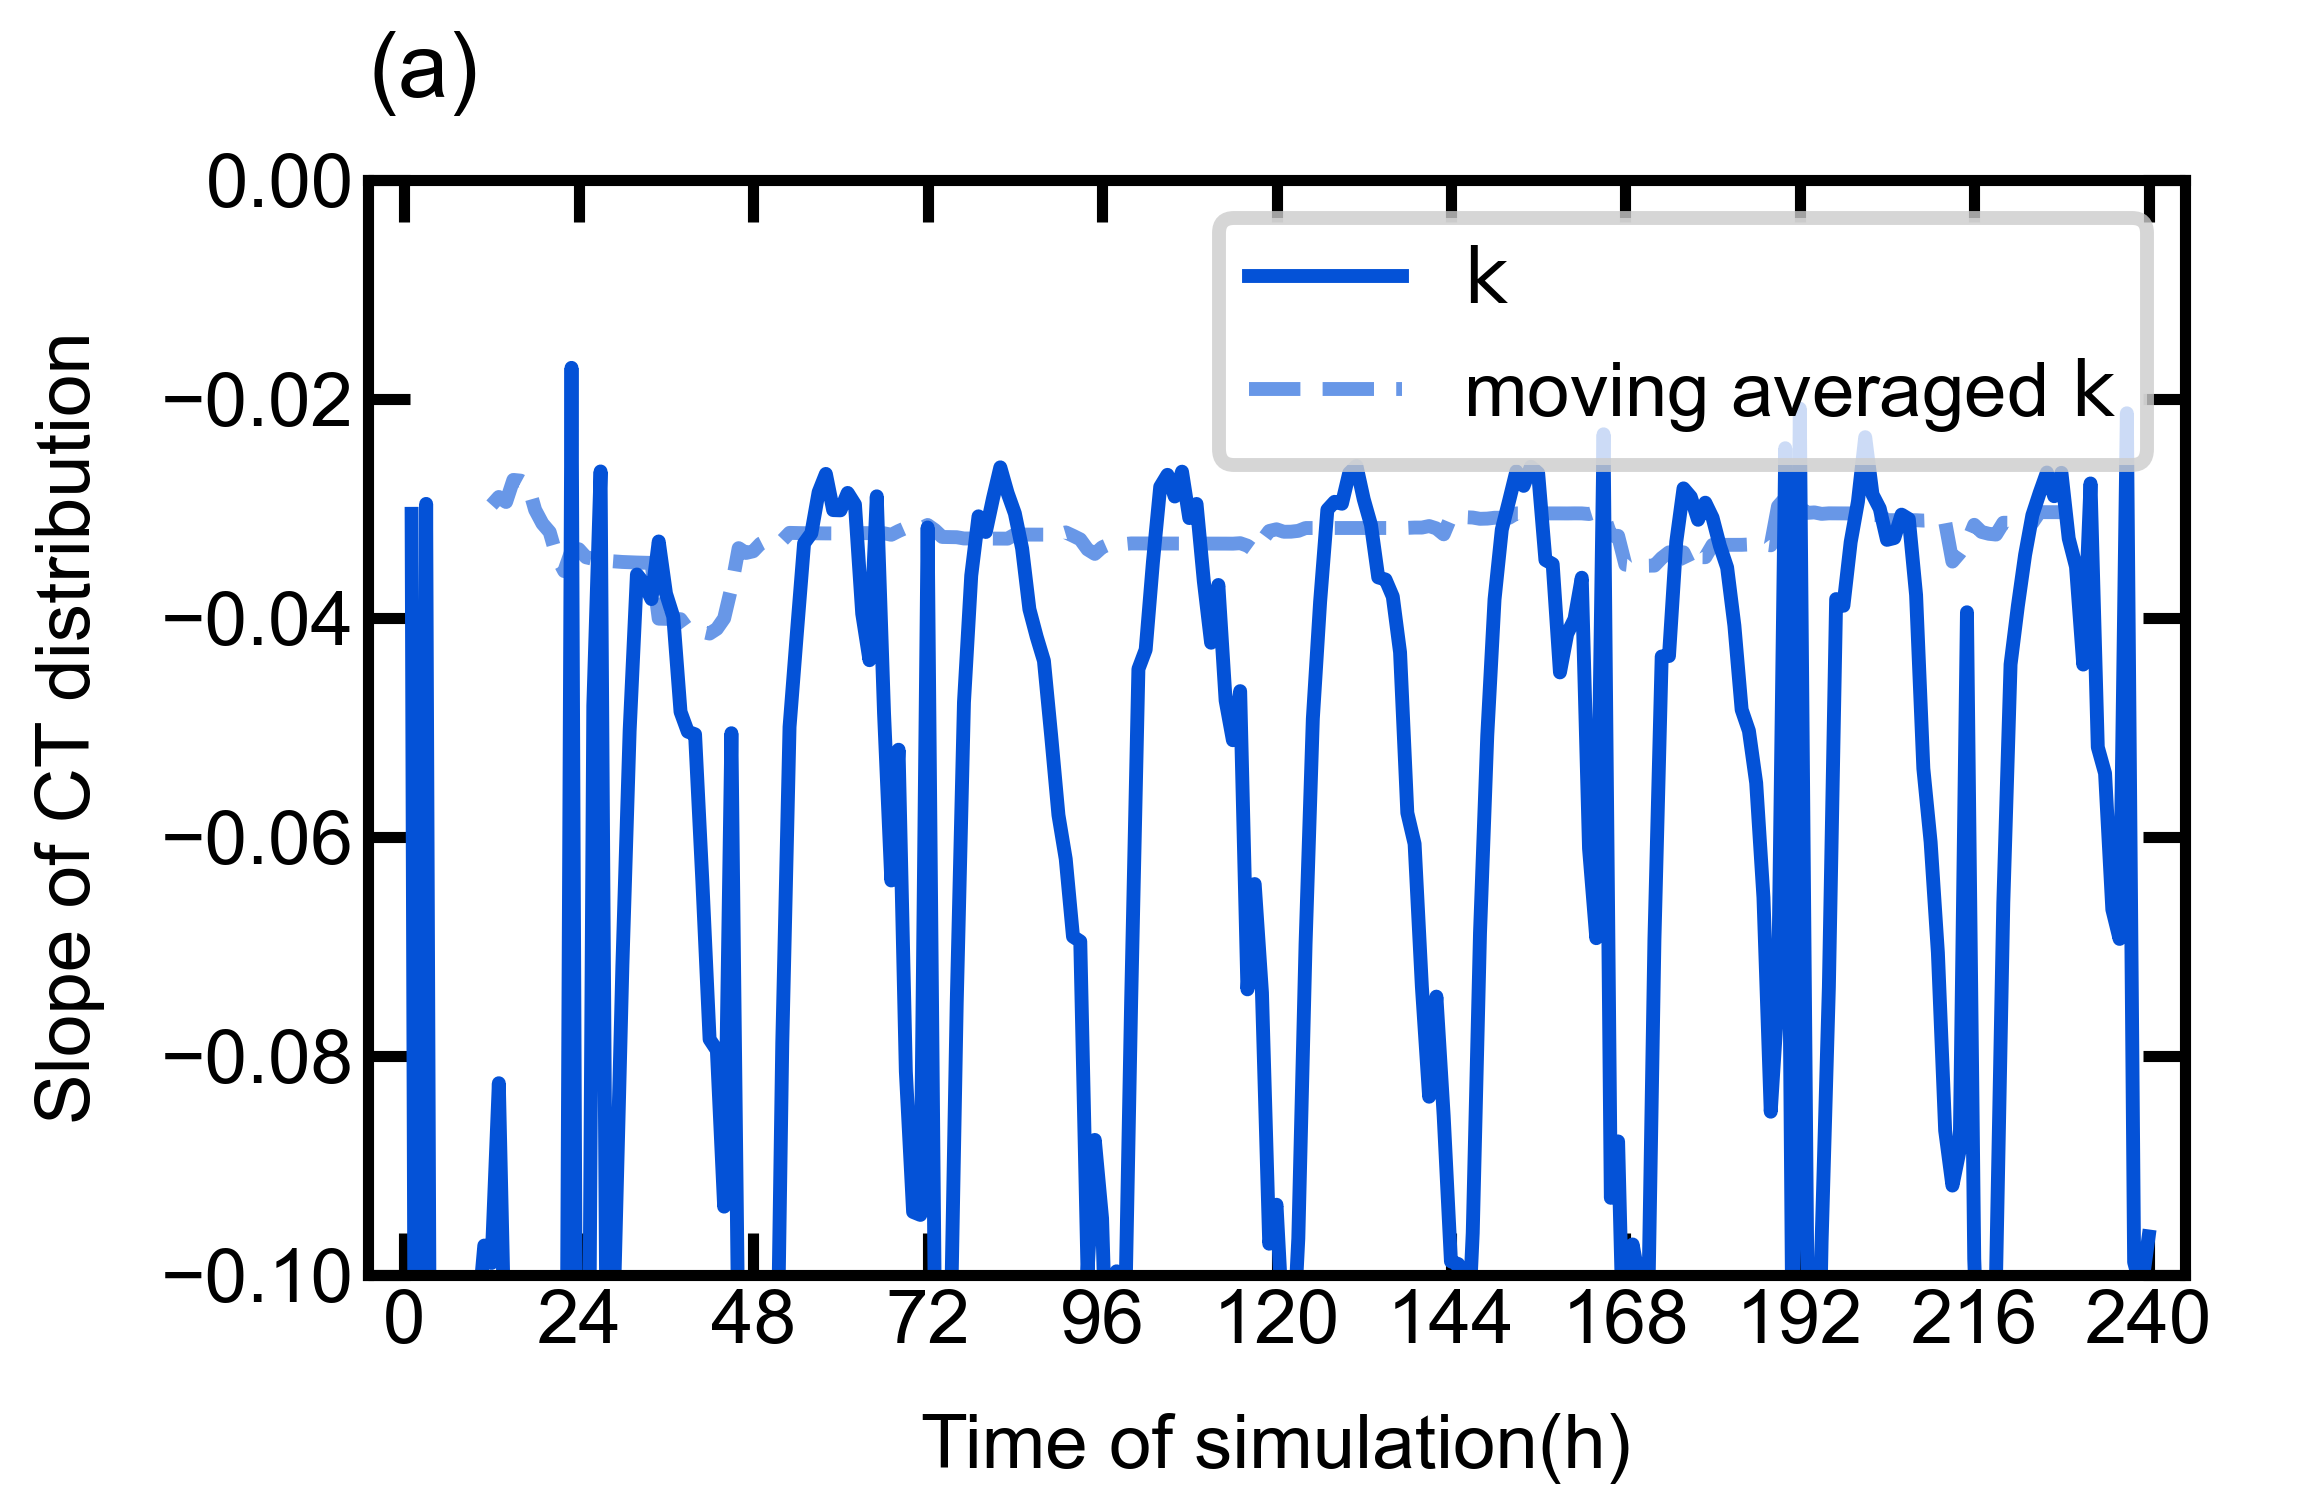 (a)
0.00
−0.02
−0.04
−0.06
−0.08
−0.10
Slope of CT distribution
k
moving averaged k
0 24 48 72 96 120 144 168 192 216 240
Time of simulation(h)